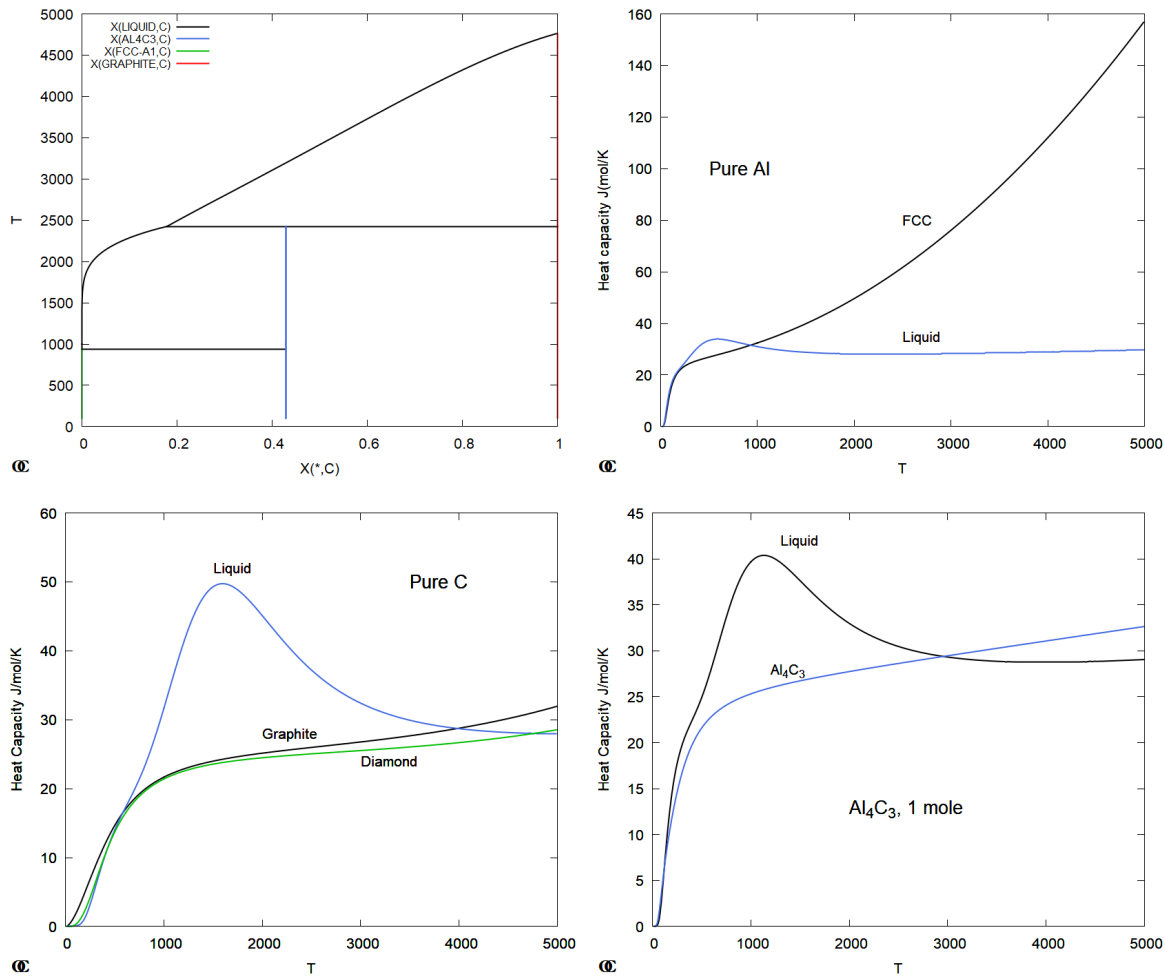 X(LIQUID,C)
X(AL4C3,C)
X(FCC-A1,C)
X(GRAPHITE,C)
5000
4500
4000
3500
3000
2500
2000
1500
1000
500
0
T
0
0.2
0.4
0.6
0.8
1
X(*,C)
OC
160
140
120
100
80
60
40
20
0
Heat capacity J(mol/K)
Pure Al
FCC
Liquid
0
1000
2000
3000
4000
5000
T
OC
60
50
40
30
20
10
0
Heat Capacity J/mol/K
Liquid
Pure C
Graphite
Diamond
0
1000
2000
3000
4000
5000
T
OC
45
40
35
30
25
20
15
10
5
0
Heat Capacity J/mol/K
Liquid
Al₄C₃
Al₄C₃, 1 mole
0
1000
2000
3000
4000
5000
T
OC